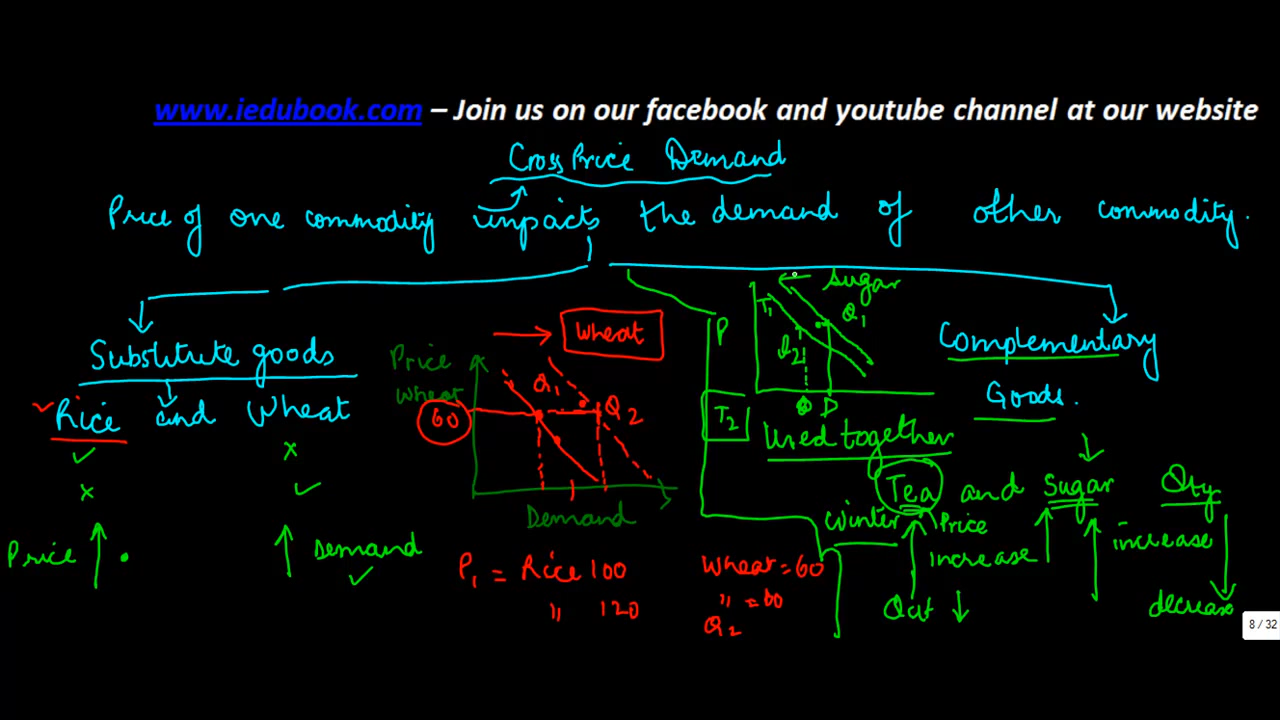 www.iedubook.com – Join us on our facebook and youtube channel at our website
Cross Price Demand
Price of one commodity impacts the demand of other commodity.
Substitute goods
Rice and Wheat
Price ↑ ↑ Demand
Wheat
Price
Wheat
60
Q1
Q2
Demand
P1 = Rice 100
" 120
Wheat = 60
" = 60
Q2
P
T1
Sugar
Q1
Q2
D
T2
Complementary
Goods.
Used together
Tea and Sugar Qty
Winter Price
increase
increase
decrease
8 / 32